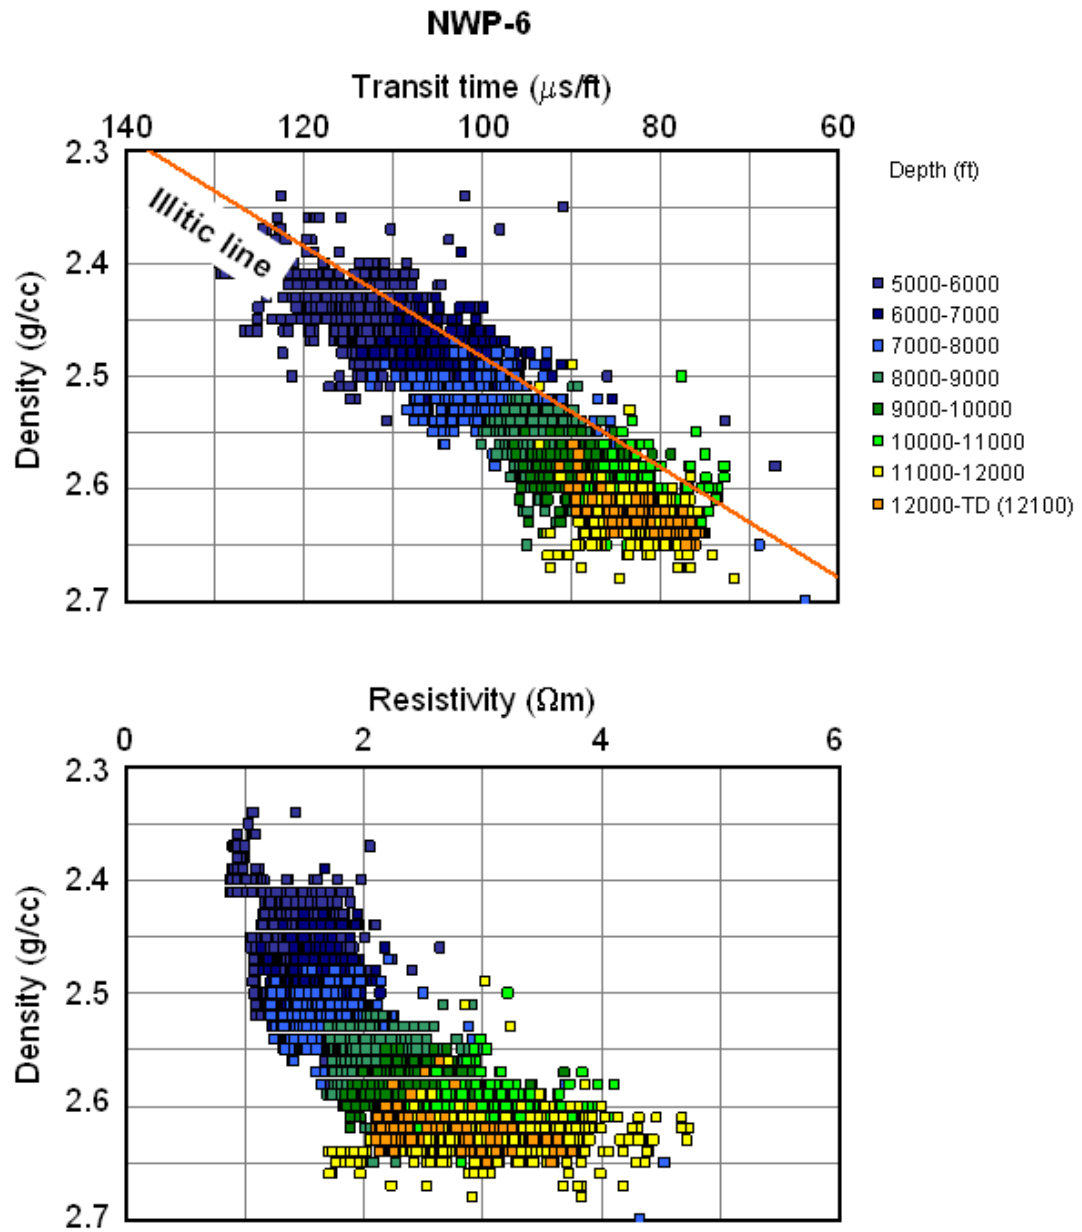 NWP-6
Transit time (μs/ft)
140 120 100 80 60
2.3
2.4
2.5
2.6
2.7
Density (g/cc)
Illitic line
Depth (ft)
5000-6000
6000-7000
7000-8000
8000-9000
9000-10000
10000-11000
11000-12000
12000-TD (12100)
Resistivity (Ωm)
0 2 4 6
2.3
2.4
2.5
2.6
2.7
Density (g/cc)